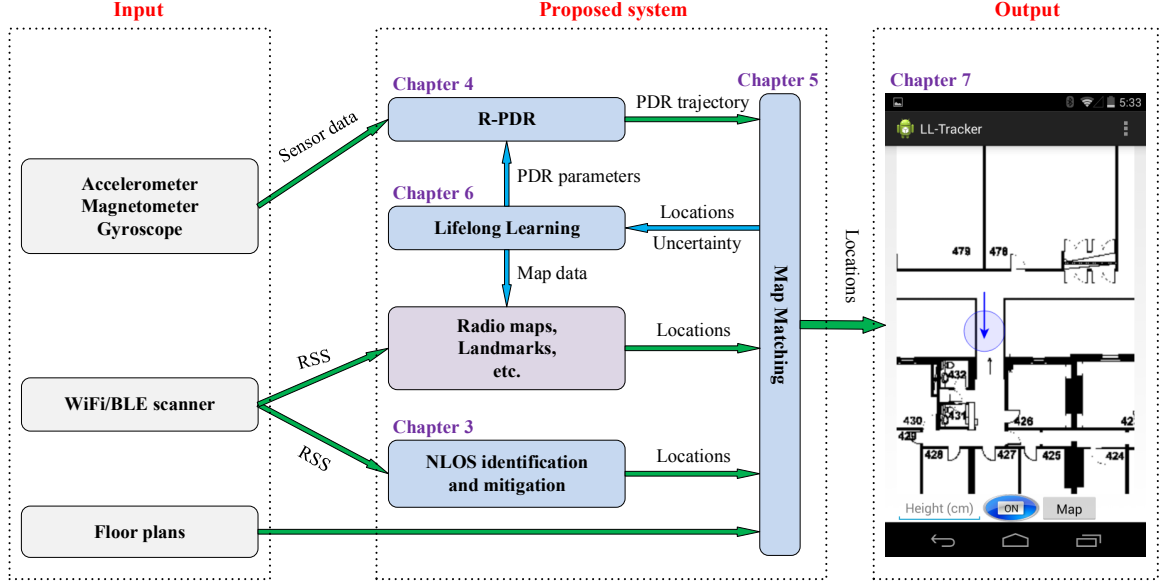 Input
Proposed system
Output
Chapter 4
Chapter 5
Chapter 7
Sensor data
R-PDR
PDR trajectory
Accelerometer
Magnetometer
Gyroscope
PDR parameters
Chapter 6
Lifelong Learning
Locations
Uncertainty
Map data
Radio maps,
Landmarks,
etc.
Locations
RSS
WiFi/BLE scanner
RSS
Chapter 3
NLOS identification
and mitigation
Locations
Floor plans
Map Matching
Locations
5:33
LL-Tracker
479
478
432
431
430
429
428
427
426
425
424
42
Height (cm)
ON
Map